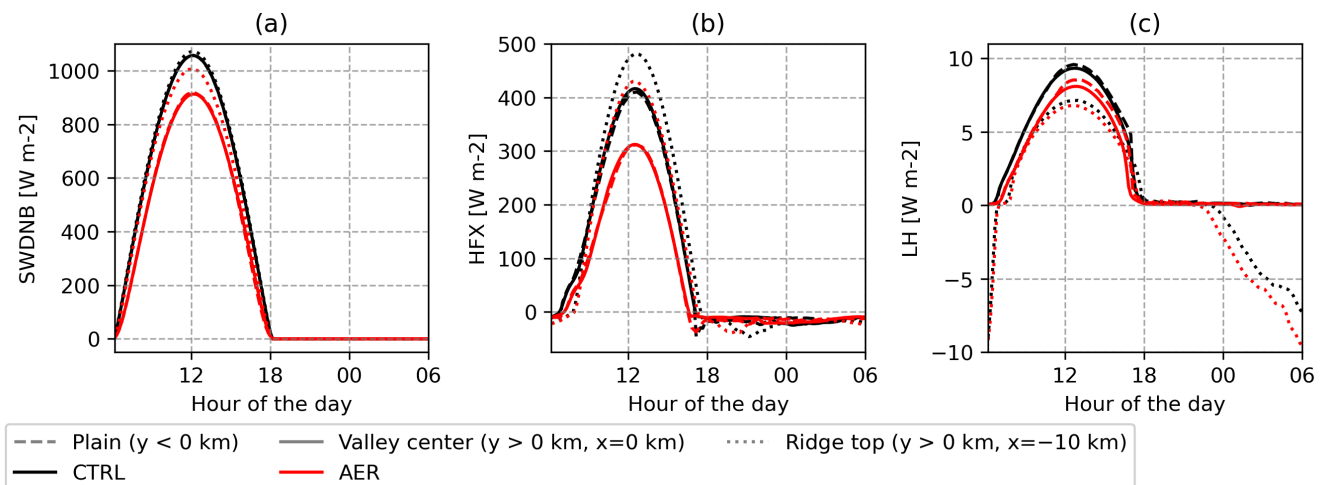 (a)
(b)
(c)
SWDNB [W m-2]
1000
800
600
400
200
0
12
18
00
06
Hour of the day
HFX [W m-2]
500
400
300
200
100
0
12
18
00
06
Hour of the day
LH [W m-2]
10
5
0
−5
−10
12
18
00
06
Hour of the day
Plain (y < 0 km)
Valley center (y > 0 km, x=0 km)
Ridge top (y > 0 km, x=−10 km)
CTRL
AER